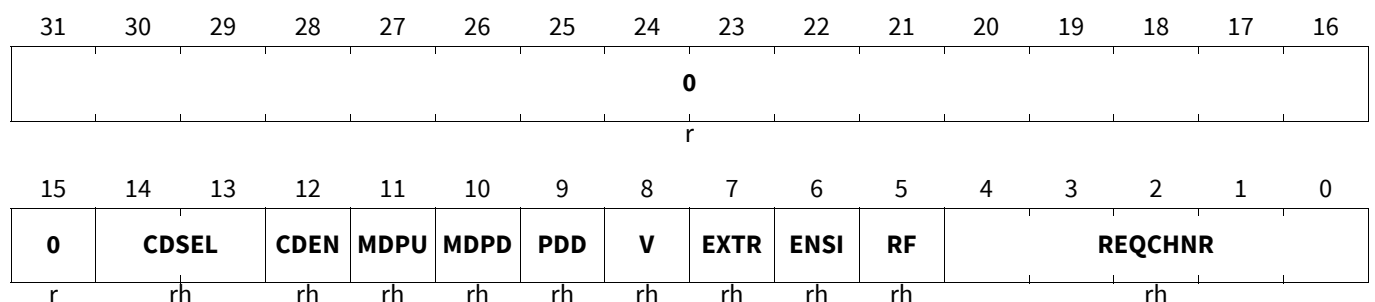 31 30 29 28 27 26 25 24 23 22 21 20 19 18 17 16
0
r
15 14 13 12 11 10 9 8 7 6 5 4 3 2 1 0
0 CDSEL CDEN MDPU MDPD PDD V EXTR ENSI RF REQCHNR
r rh rh rh rh rh rh rh rh rh rh